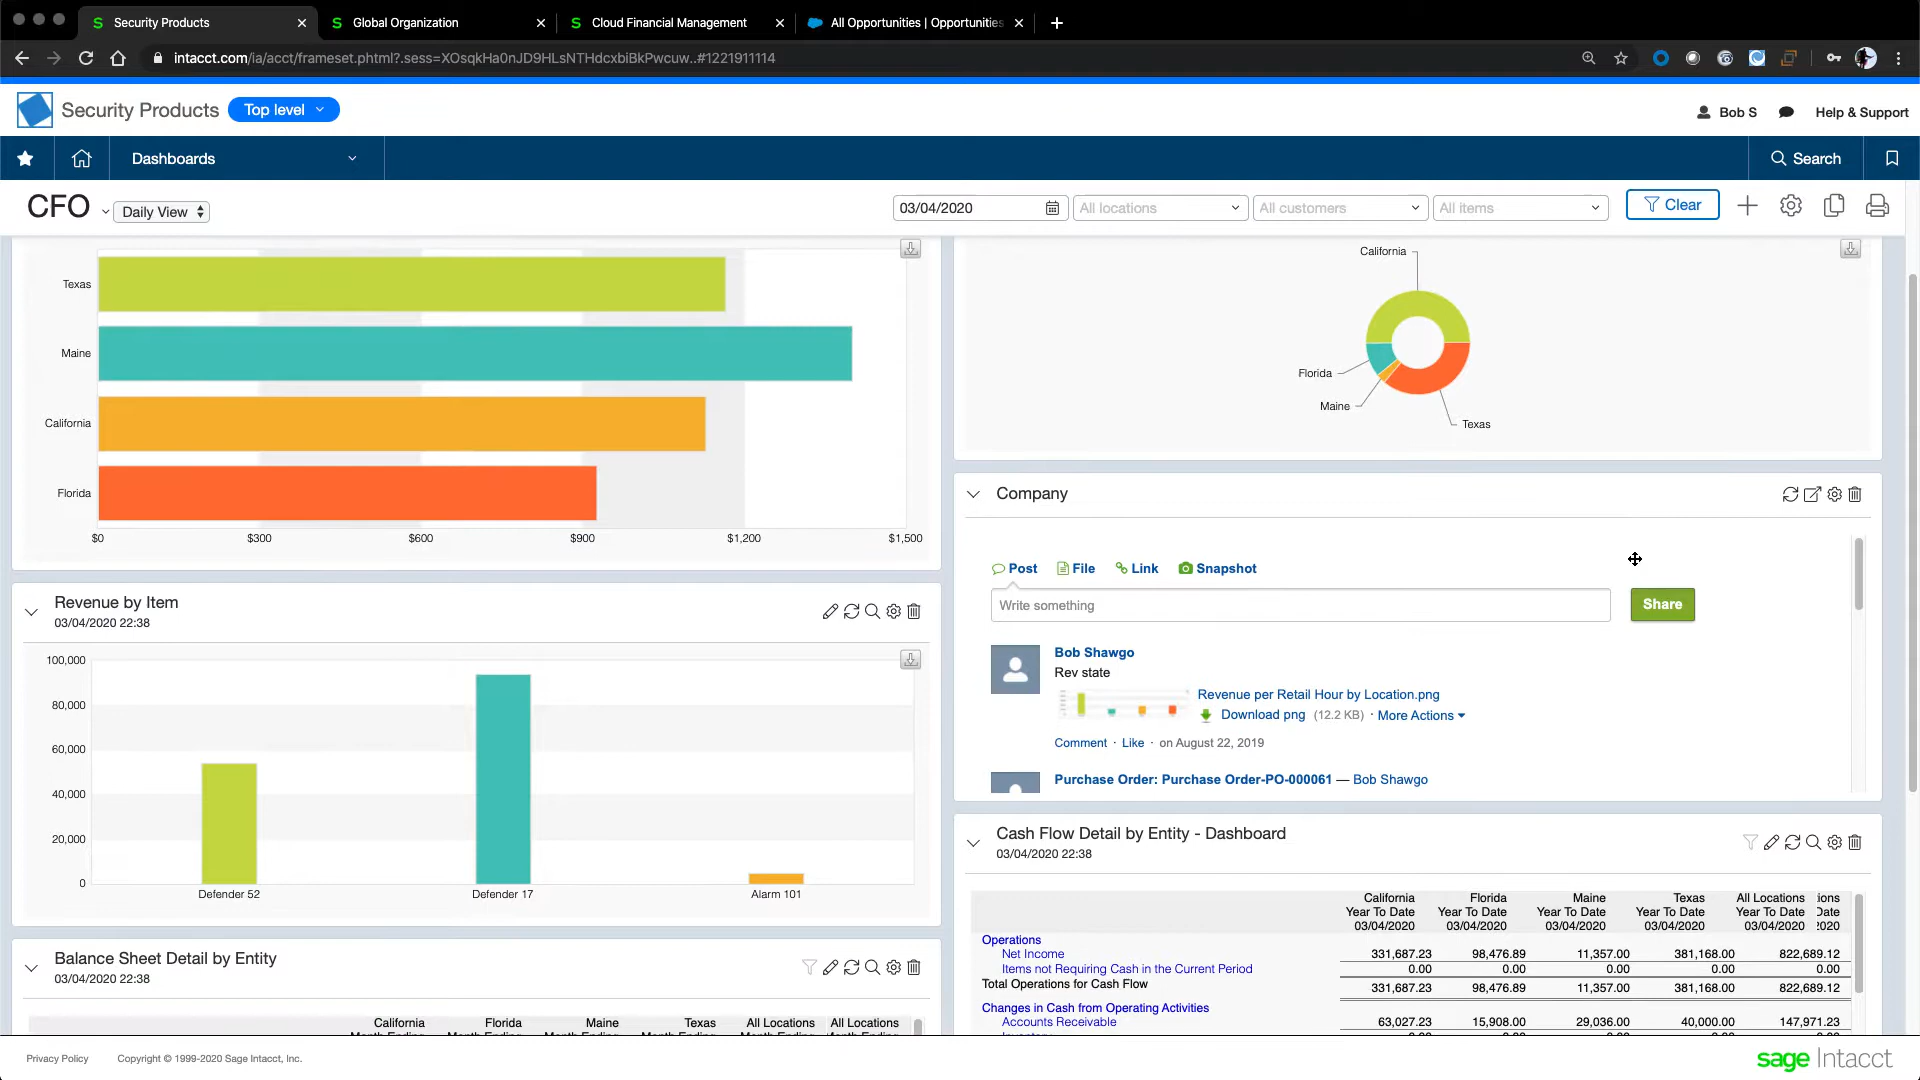 Security Products
Global Organization
Cloud Financial Management
All Opportunities | Opportunities
intacct.com/ia/acct/frameset.phtml?.sess=XOsqkHa0nJD9HLsNTHdcxbiBkPwcuw..#1221911114
Security Products
Top level
Bob S
Help & Support
Dashboards
Search
CFO
Daily View
03/04/2020
All locations
All customers
All items
Clear
Texas
Maine
California
Florida
$0
$300
$600
$900
$1,200
$1,500
California
Florida
Maine
Texas
Revenue by Item
03/04/2020 22:38
100,000
80,000
60,000
40,000
20,000
0
Defender 52
Defender 17
Alarm 101
Company
Post
File
Link
Snapshot
Write something
Share
Bob Shawgo
Rev state
Revenue per Retail Hour by Location.png
Download png (12.2 KB) · More Actions
Comment · Like · on August 22, 2019
Purchase Order: Purchase Order-PO-000061 — Bob Shawgo
Balance Sheet Detail by Entity
03/04/2020 22:38
California Florida Maine Texas All Locations All Locations
Cash Flow Detail by Entity - Dashboard
03/04/2020 22:38
California Florida Maine Texas All Locations ions
Year To Date Year To Date Year To Date Year To Date Year To Date Date
03/04/2020 03/04/2020 03/04/2020 03/04/2020 03/04/2020 2020
Operations
Net Income 331,687.23 98,476.89 11,357.00 381,168.00 822,689.12
Items not Requiring Cash in the Current Period 0.00 0.00 0.00 0.00 0.00
Total Operations for Cash Flow 331,687.23 98,476.89 11,357.00 381,168.00 822,689.12
Changes in Cash from Operating Activities
Accounts Receivable 63,027.23 15,908.00 29,036.00 40,000.00 147,971.23
Privacy Policy
Copyright © 1999-2020 Sage Intacct, Inc.
sage Intacct